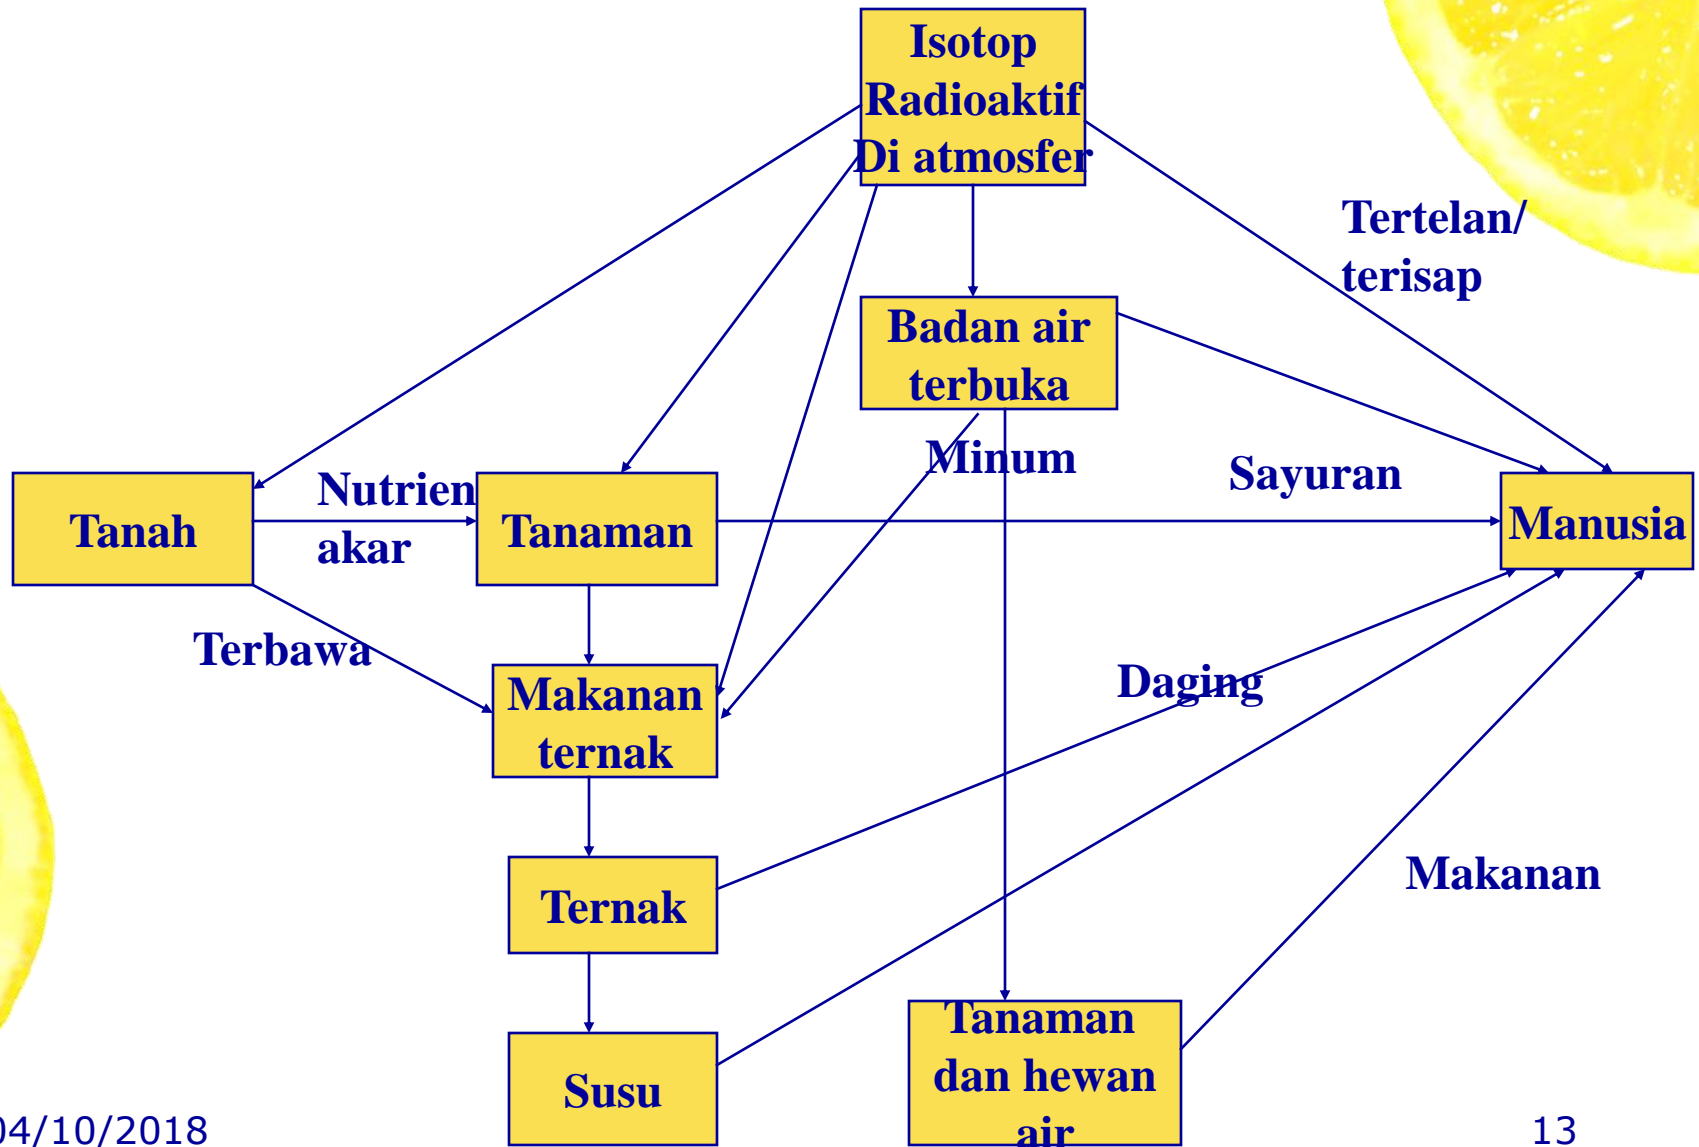 Isotop
Radioaktif
Di atmosfer
Tertelan/
terisap
Badan air
terbuka
Minum
Sayuran
Nutrien
akar
Tanah
Tanaman
Manusia
Terbawa
Makanan
ternak
Daging
Ternak
Makanan
Susu
Tanaman
dan hewan
air
04/10/2018
13